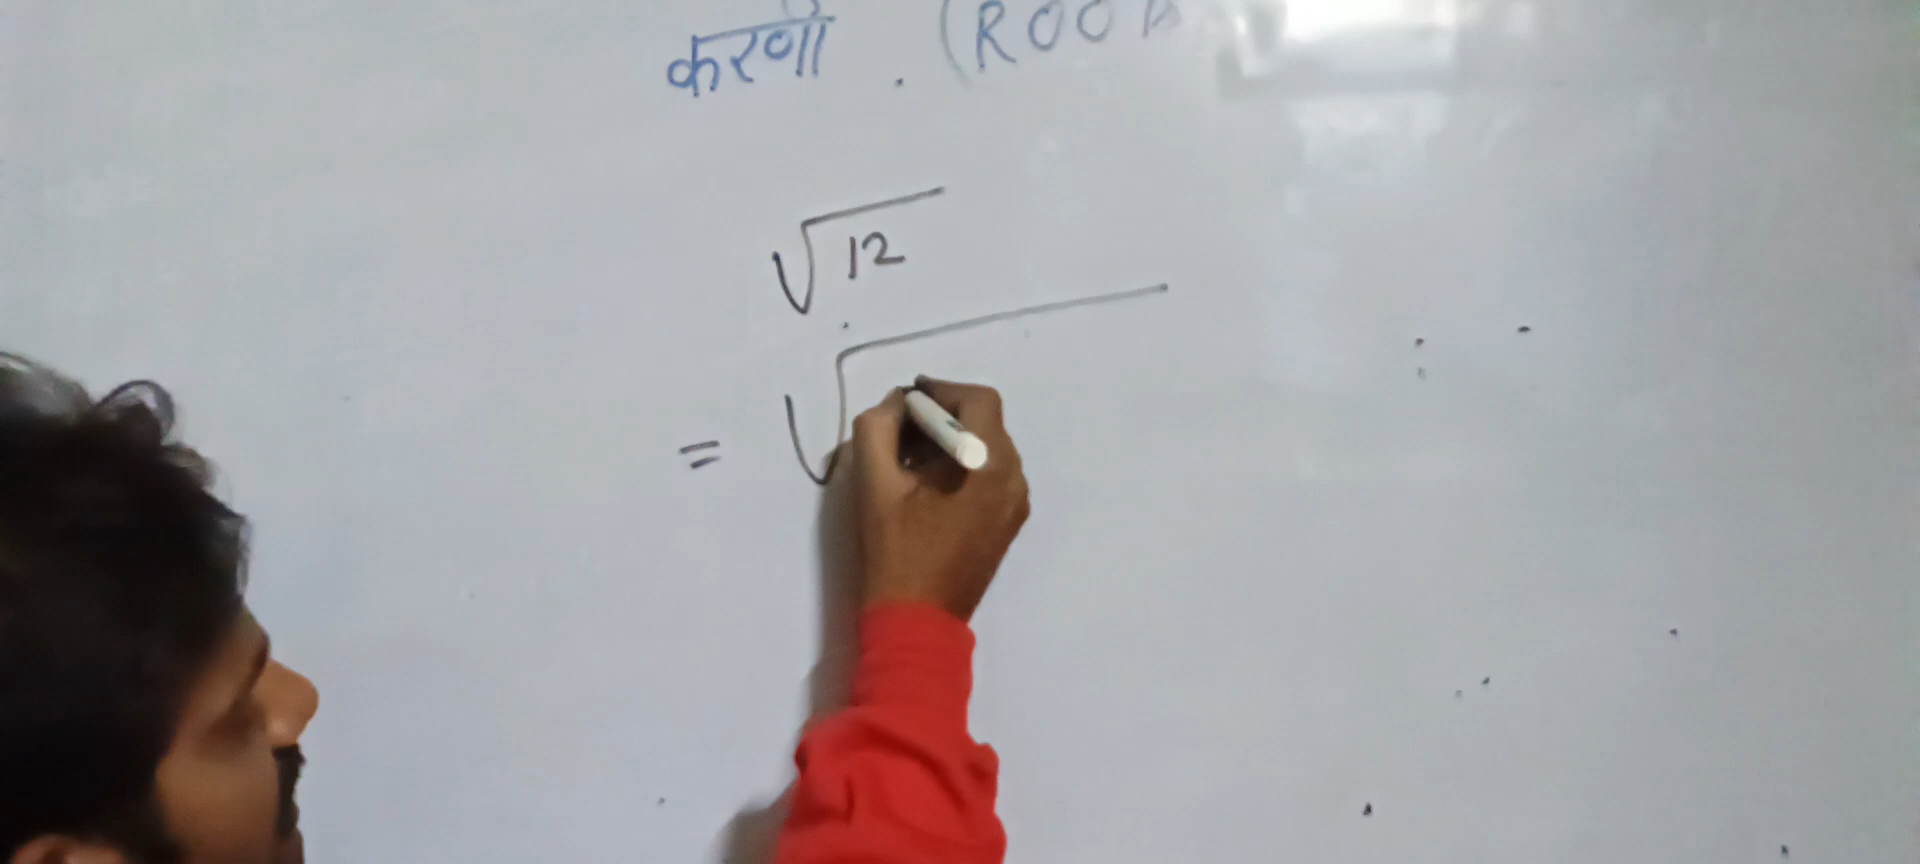 करणी . (ROO
√12
= √